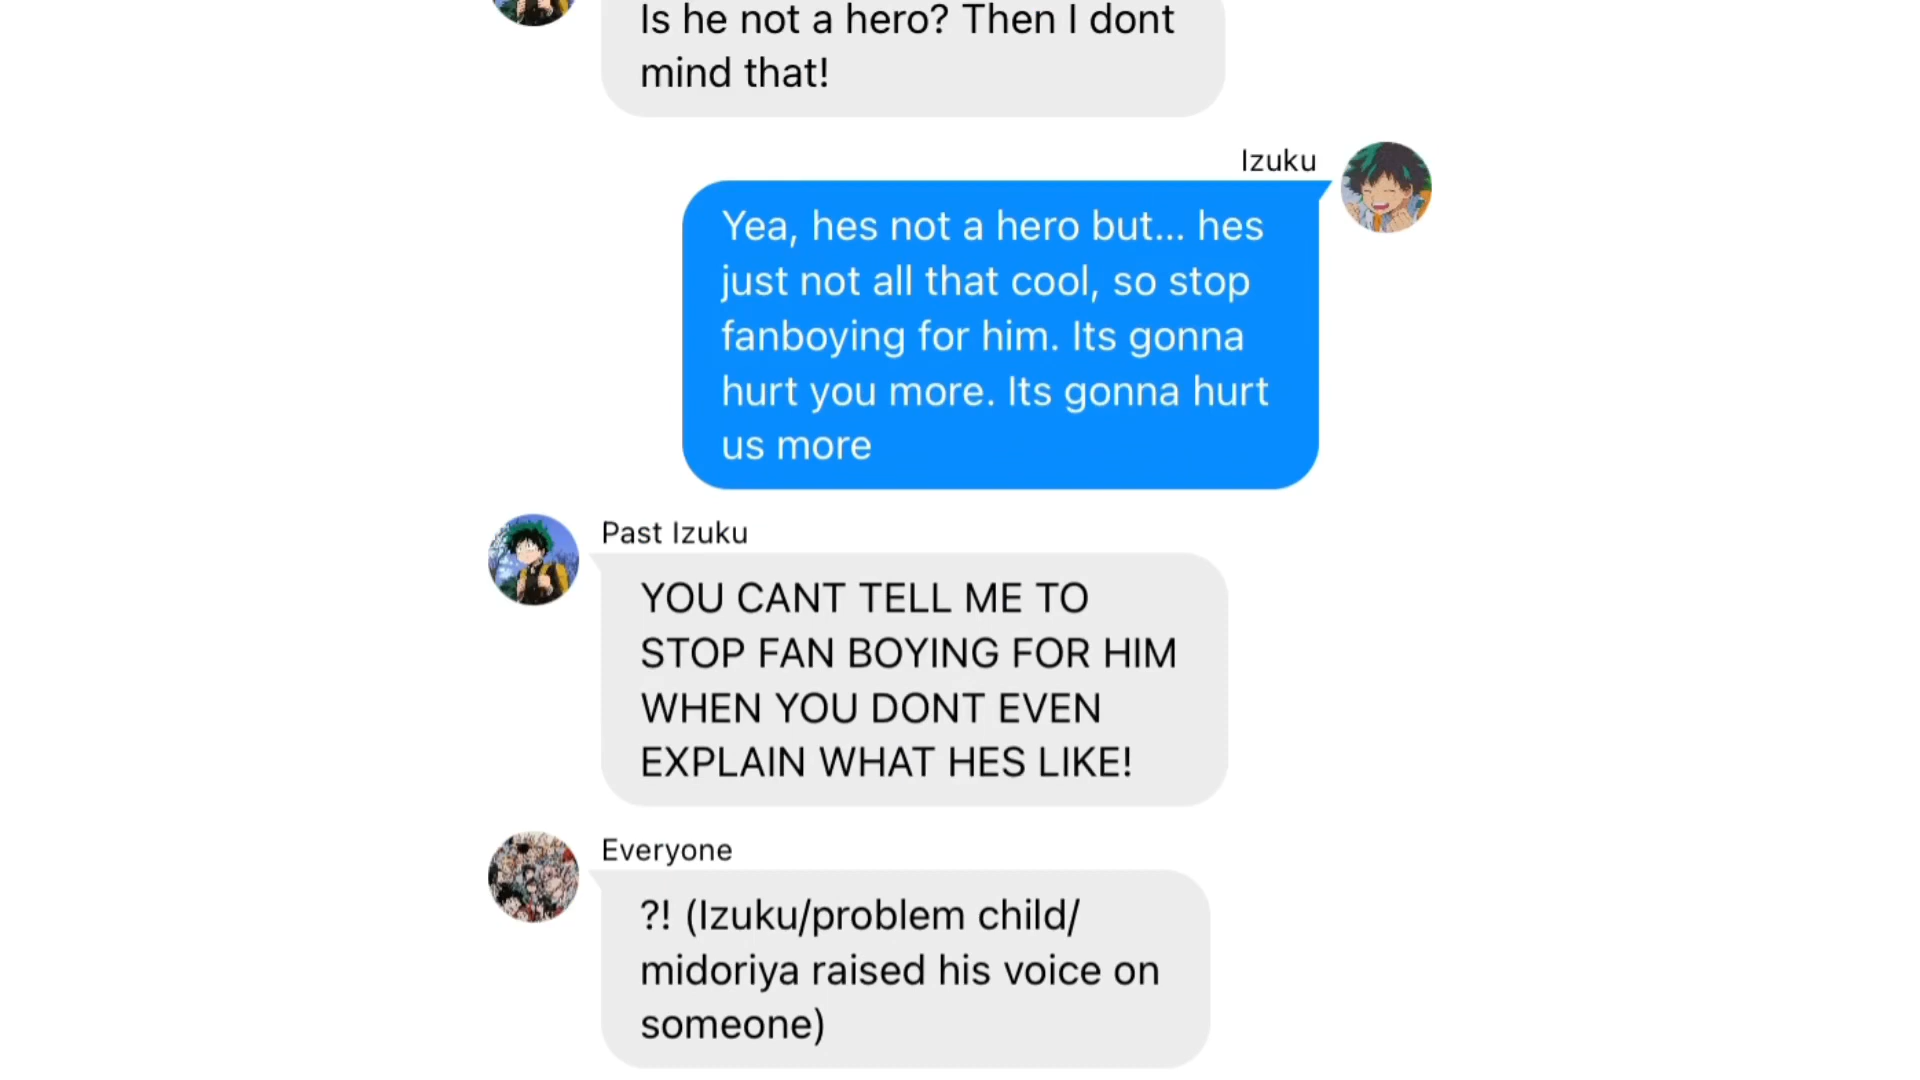 Is he not a hero? Then I dont
mind that!
Izuku
Yea, hes not a hero but... hes
just not all that cool, so stop
fanboying for him. Its gonna
hurt you more. Its gonna hurt
us more
Past Izuku
YOU CANT TELL ME TO
STOP FAN BOYING FOR HIM
WHEN YOU DONT EVEN
EXPLAIN WHAT HES LIKE!
Everyone
?! (Izuku/problem child/
midoriya raised his voice on
someone)